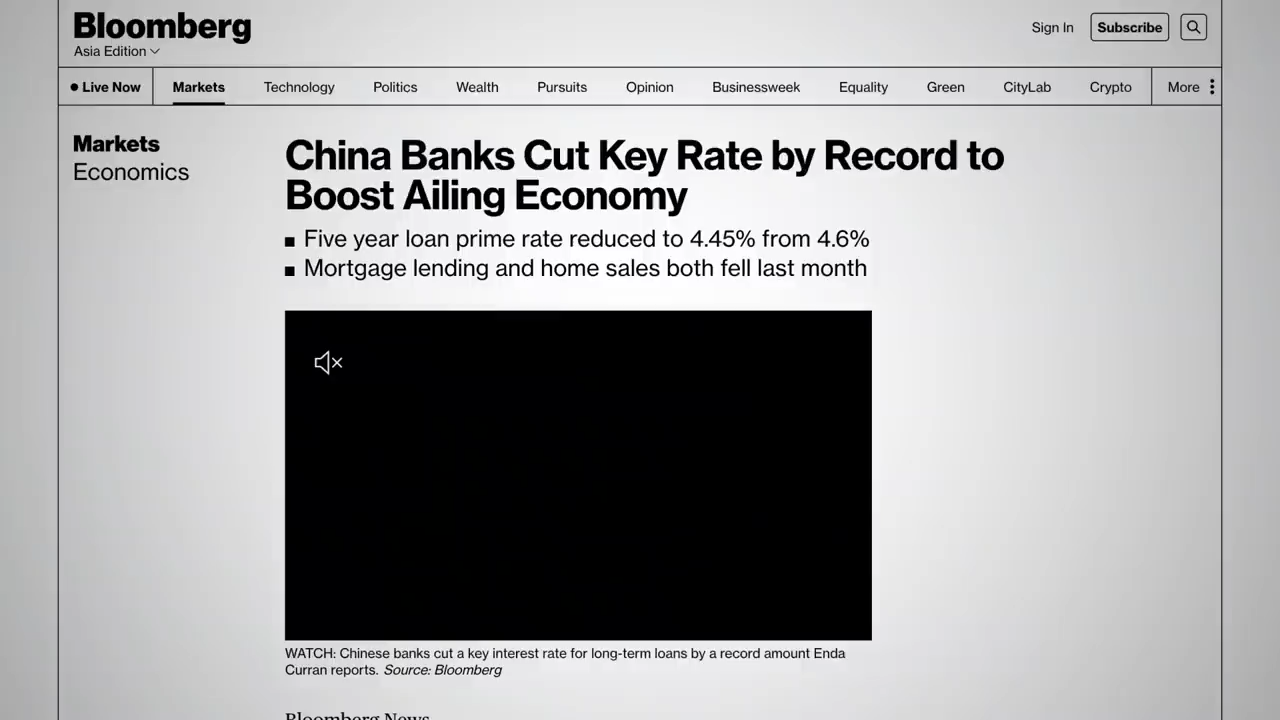 Bloomberg
Asia Edition
Sign In
Subscribe
Live Now
Markets
Technology
Politics
Wealth
Pursuits
Opinion
Businessweek
Equality
Green
CityLab
Crypto
More
Markets
Economics
China Banks Cut Key Rate by Record to
Boost Ailing Economy
Five year loan prime rate reduced to 4.45% from 4.6%
Mortgage lending and home sales both fell last month
WATCH: Chinese banks cut a key interest rate for long-term loans by a record amount Enda
Curran reports. Source: Bloomberg
Bloomberg News